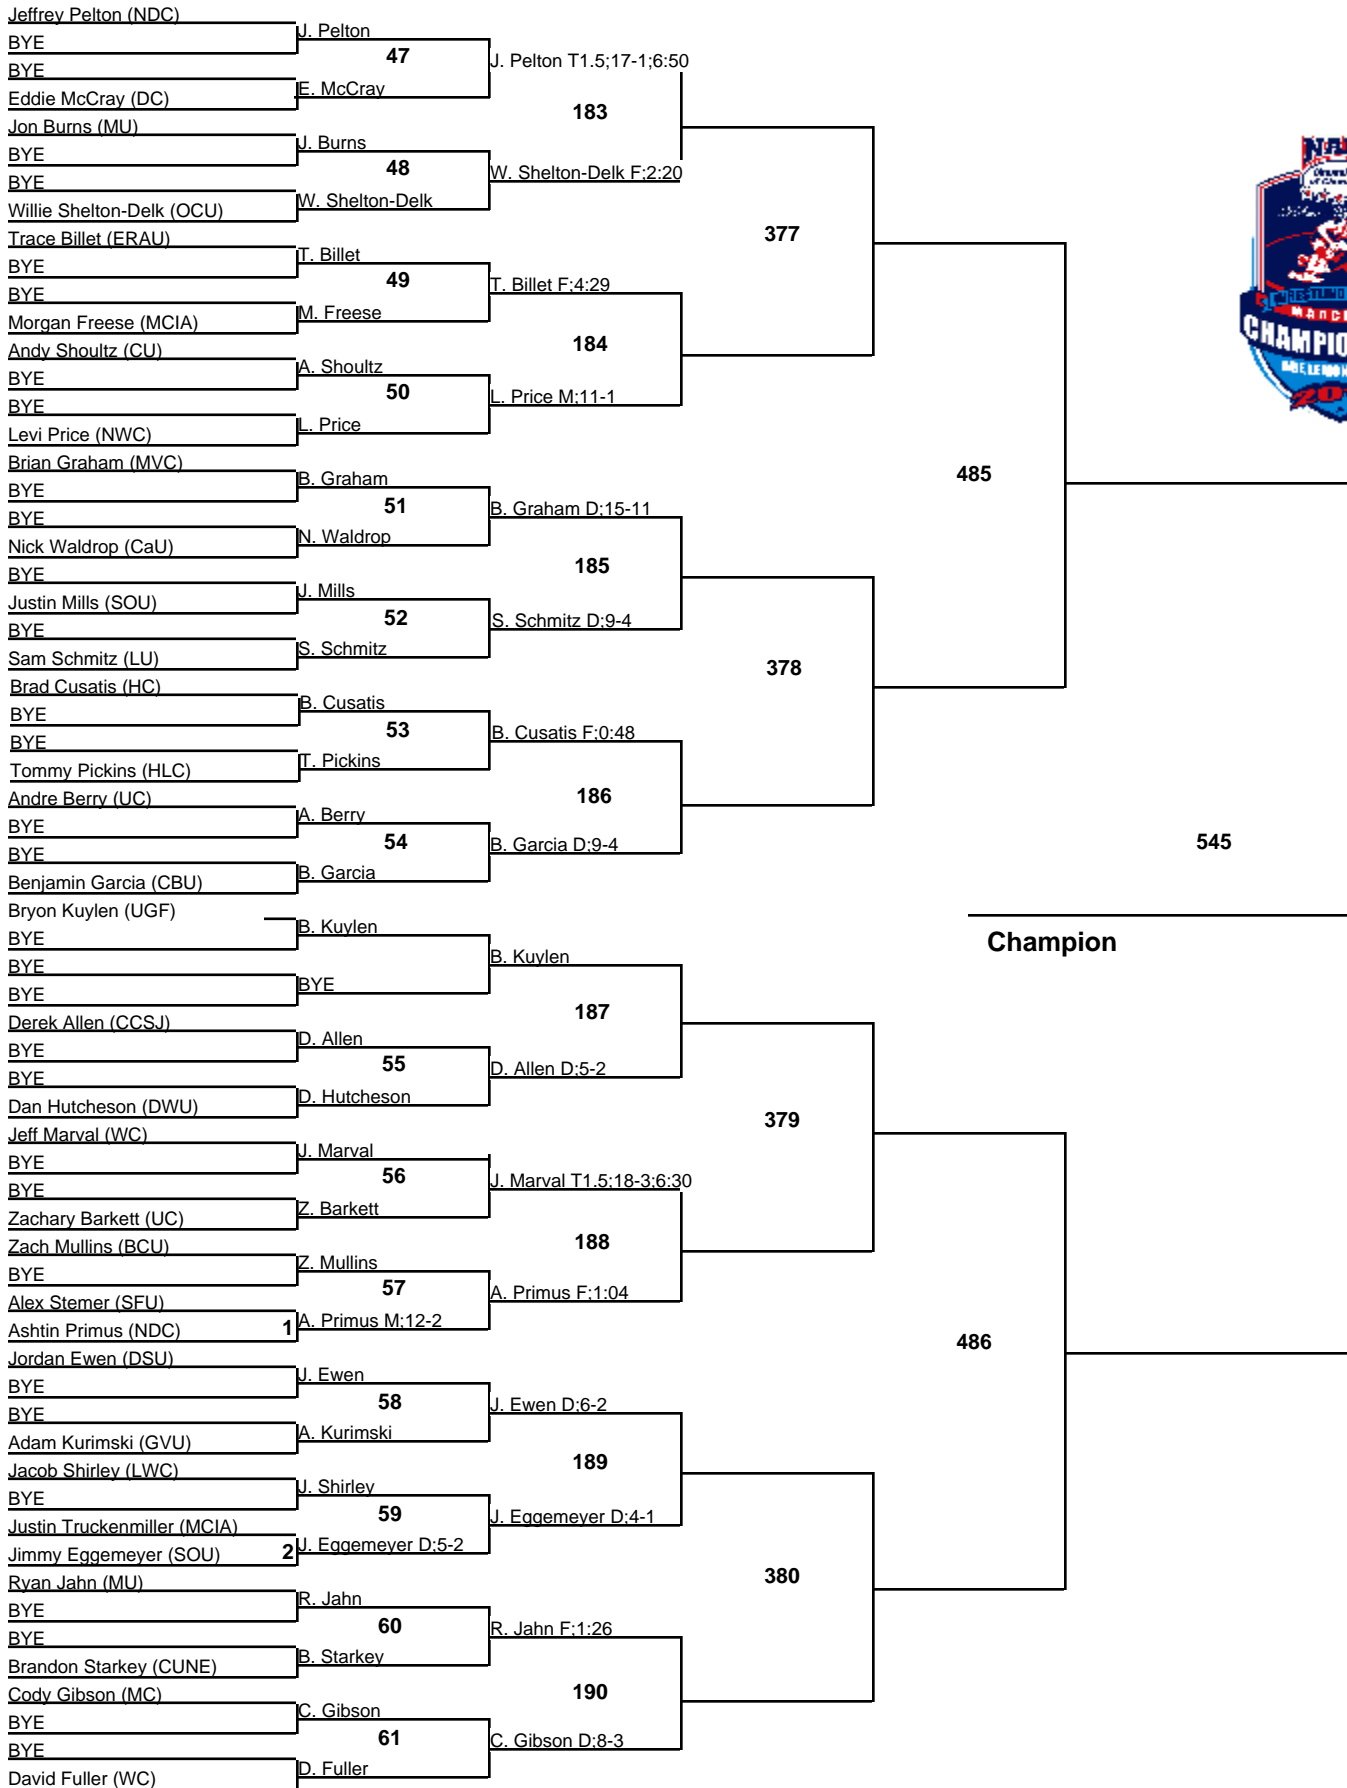 Jeffrey Pelton (NDC)
BYE
BYE
Eddie McCray (DC)
Jon Burns (MU)
BYE
BYE
Willie Shelton-Delk (OCU)
Trace Billet (ERAU)
BYE
BYE
Morgan Freese (MCIA)
Andy Shoultz (CU)
BYE
BYE
Levi Price (NWC)
Brian Graham (MVC)
BYE
BYE
Nick Waldrop (CaU)
BYE
Justin Mills (SOU)
BYE
Sam Schmitz (LU)
Brad Cusatis (HC)
BYE
BYE
Tommy Pickins (HLC)
Andre Berry (UC)
BYE
BYE
Benjamin Garcia (CBU)
Bryon Kuylen (UGF)
BYE
BYE
BYE
Derek Allen (CCSJ)
BYE
BYE
Dan Hutcheson (DWU)
Jeff Marval (WC)
BYE
BYE
Zachary Barkett (UC)
Zach Mullins (BCU)
BYE
Alex Stemer (SFU)
Ashtin Primus (NDC)
1
Jordan Ewen (DSU)
BYE
BYE
Adam Kurimski (GVU)
Jacob Shirley (LWC)
BYE
Justin Truckenmiller (MCIA)
Jimmy Eggemeyer (SOU)
2
Ryan Jahn (MU)
BYE
BYE
Brandon Starkey (CUNE)
Cody Gibson (MC)
BYE
BYE
David Fuller (WC)
J. Pelton
47
E. McCray
J. Burns
48
W. Shelton-Delk
T. Billet
49
M. Freese
A. Shoultz
50
L. Price
B. Graham
51
N. Waldrop
J. Mills
52
S. Schmitz
B. Cusatis
53
T. Pickins
A. Berry
54
B. Garcia
B. Kuylen
BYE
D. Allen
55
D. Hutcheson
J. Marval
56
Z. Barkett
Z. Mullins
57
A. Primus M;12-2
J. Ewen
58
A. Kurimski
J. Shirley
59
J. Eggemeyer D;5-2
R. Jahn
60
B. Starkey
C. Gibson
61
D. Fuller
J. Pelton T1.5;17-1;6:50
183
W. Shelton-Delk F;2:20
T. Billet F;4:29
184
L. Price M;11-1
B. Graham D;15-11
185
S. Schmitz D;9-4
B. Cusatis F;0:48
186
B. Garcia D;9-4
B. Kuylen
187
D. Allen D;5-2
J. Marval T1.5;18-3;6:30
188
A. Primus F;1:04
J. Ewen D;6-2
189
J. Eggemeyer D;4-1
R. Jahn F;1:26
190
C. Gibson D;8-3
377
378
379
380
485
486
545
Champion